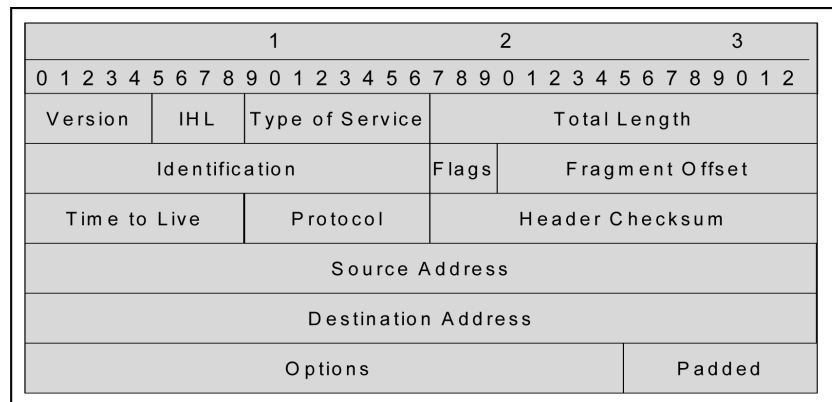 1 2 3
0 1 2 3 4 5 6 7 8 9 0 1 2 3 4 5 6 7 8 9 0 1 2 3 4 5 6 7 8 9 0 1 2
Version IHL Type of Service Total Length
Identification Flags Fragment Offset
Time to Live Protocol Header Checksum
Source Address
Destination Address
Options Padded